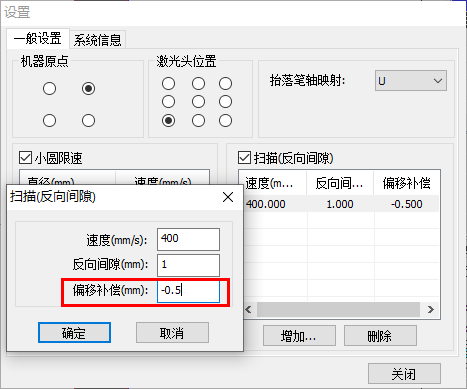 设置
一般设置 系统信息
机器原点
激光头位置
抬落笔轴映射: U
小圆限速
直径(mm) 速度(mm/s)
扫描(反向间隙)
速度(m... 反向间... 偏移补偿
400.000 1.000 -0.500
扫描(反向间隙)
速度(mm/s): 400
反向间隙(mm): 1
偏移补偿(mm): -0.5
确定 取消
增加... 删除
关闭